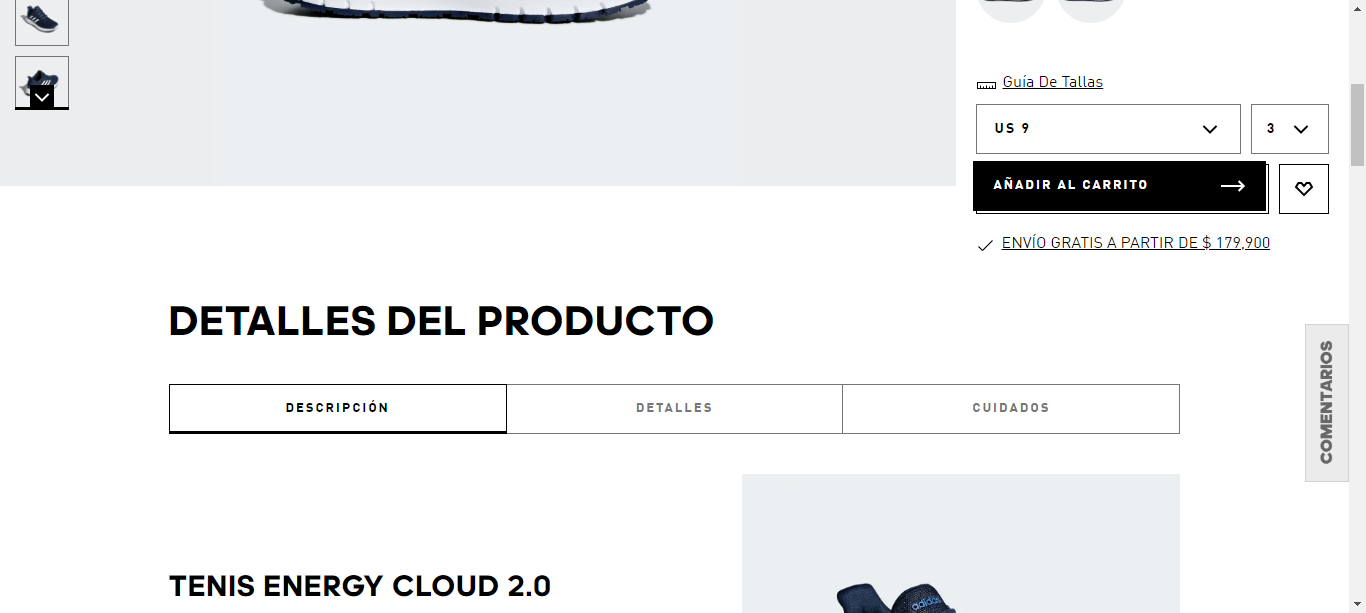 Guía De Tallas
US 9
3
AÑADIR AL CARRITO
ENVÍO GRATIS A PARTIR DE $ 179,900
DETALLES DEL PRODUCTO
COMENTARIOS
DESCRIPCIÓN
DETALLES
CUIDADOS
TENIS ENERGY CLOUD 2.0
adidas